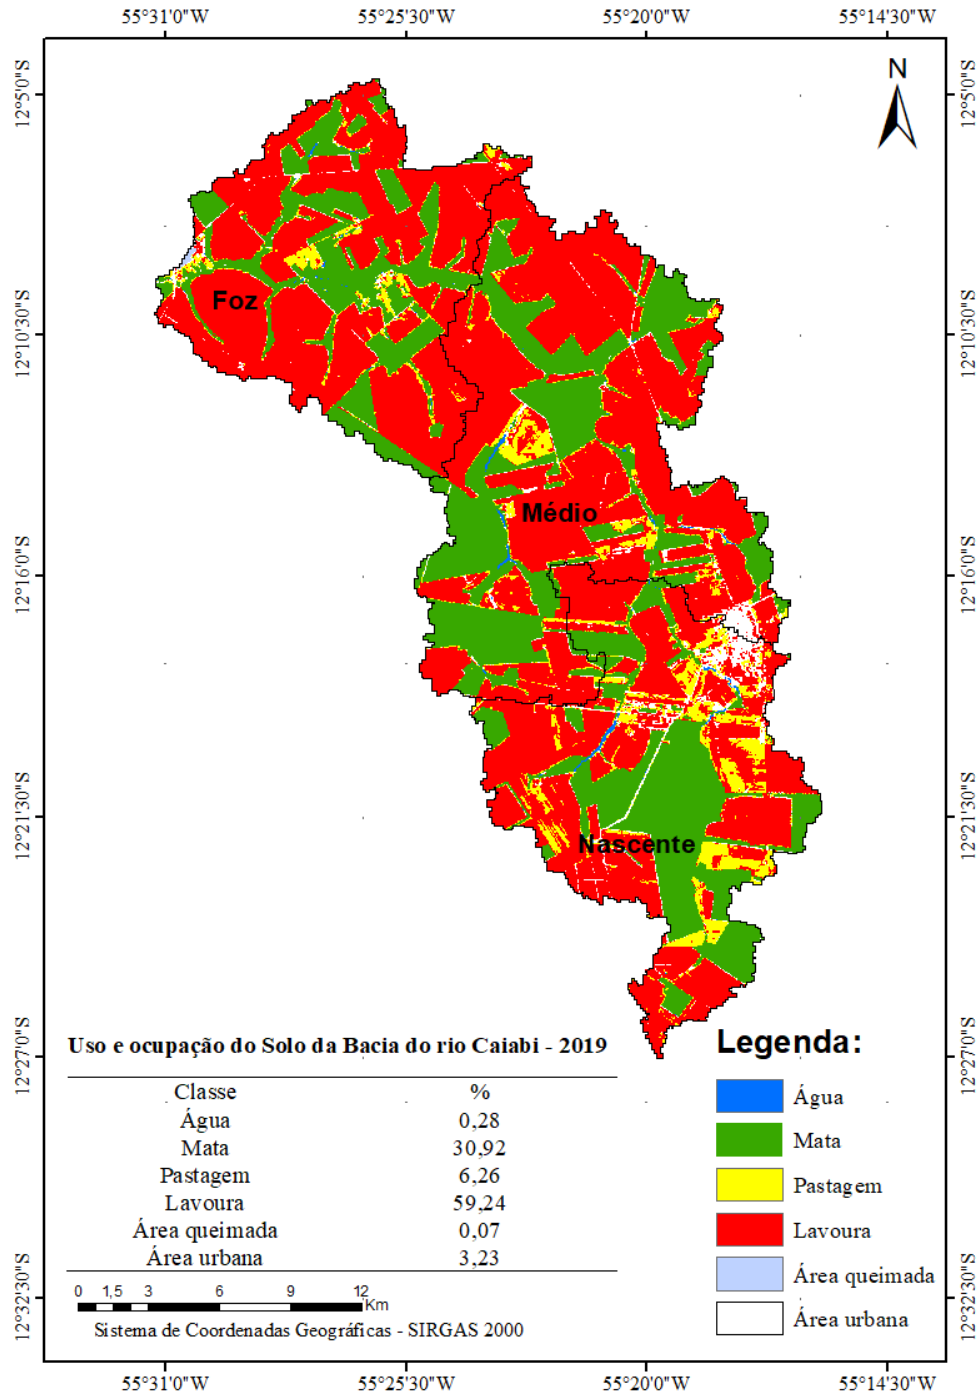 55°31'0"W 55°25'30"W 55°20'0"W 55°14'30"W
12°5'0"S 12°5'0"S
N
Foz
12°10'30"S 12°10'30"S
Médio
12°16'0"S 12°16'0"S
12°21'30"S 12°21'30"S
Nascente
12°27'0"S 12°27'0"S
Uso e ocupação do Solo da Bacia do rio Caiabi - 2019
Classe %
Água 0,28
Mata 30,92
Pastagem 6,26
Lavoura 59,24
Área queimada 0,07
Área urbana 3,23
Legenda:
Água
Mata
Pastagem
Lavoura
Área queimada
Área urbana
0 1,5 3 6 9 12
Km
Sistema de Coordenadas Geográficas - SIRGAS 2000
12°32'30"S 12°32'30"S
55°31'0"W 55°25'30"W 55°20'0"W 55°14'30"W